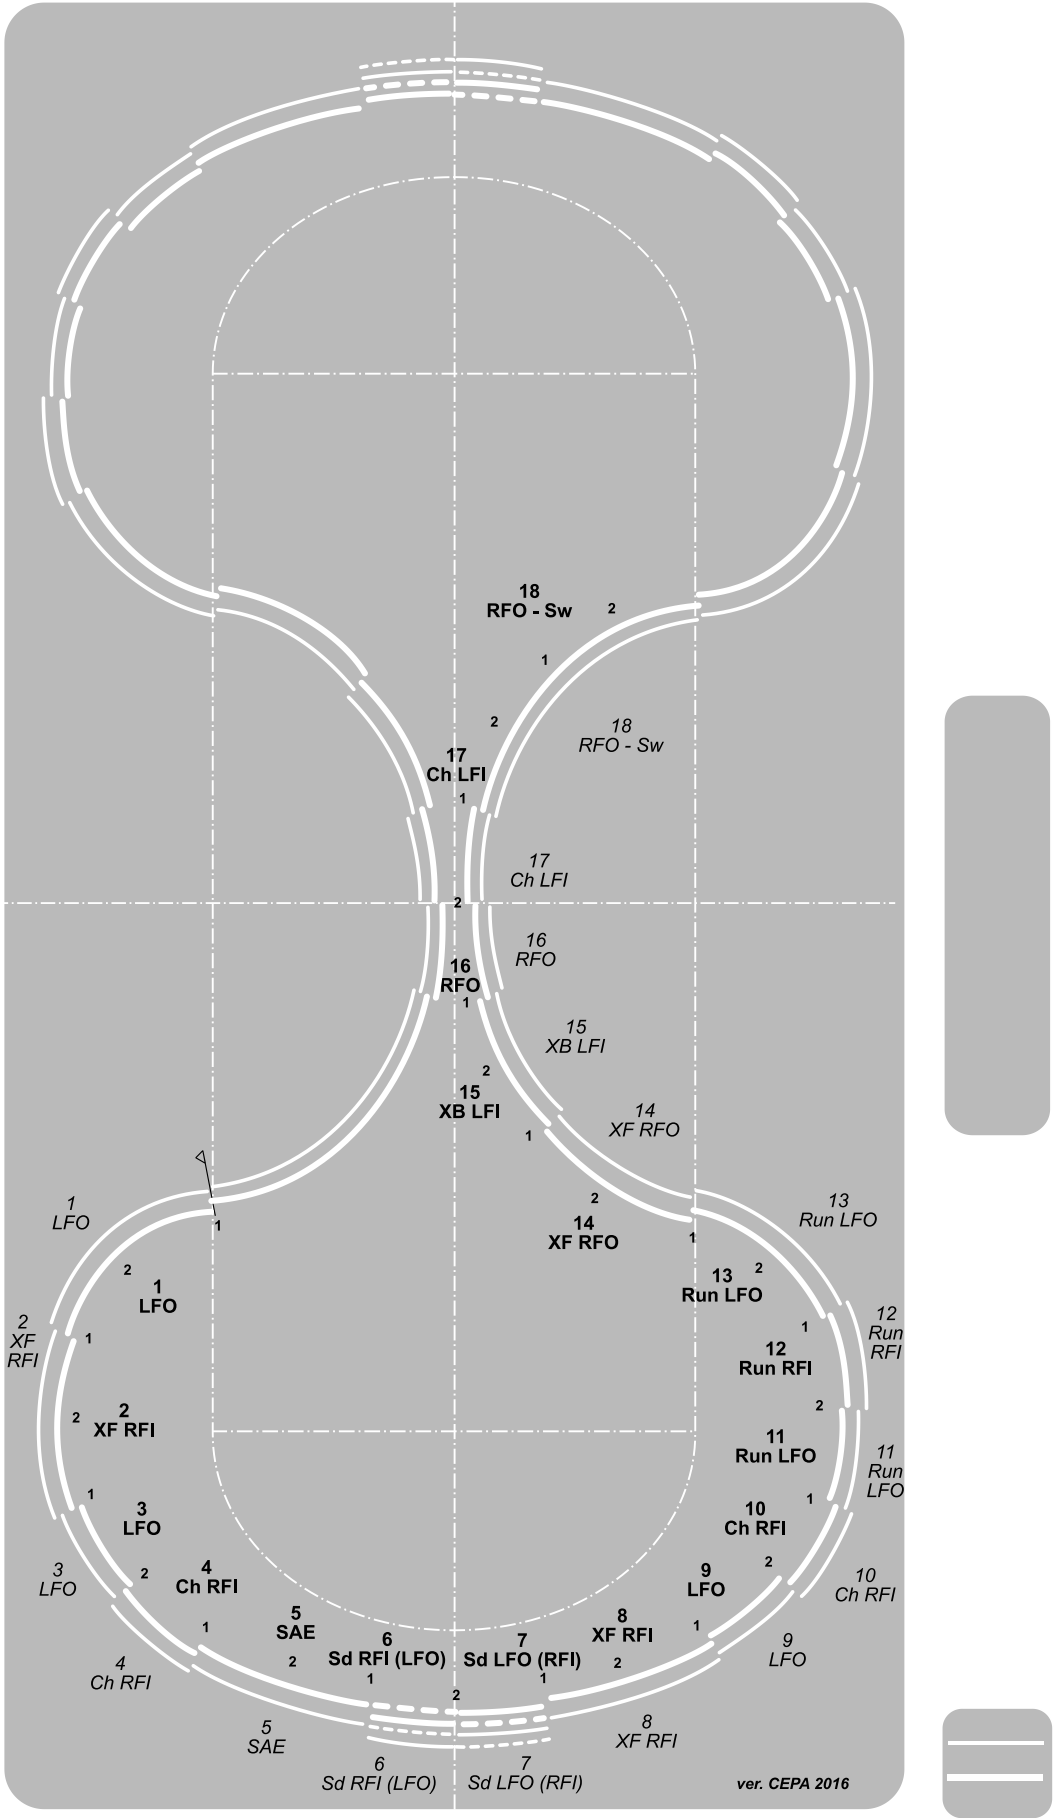 18
RFO - Sw
2
1
2
18
RFO - Sw
17
Ch LFI
1
17
Ch LFI
2
16
RFO
16
RFO
1
15
XB LFI
2
15
XB LFI
14
XF RFO
1
2
14
XF RFO
1
1
LFO
1
13
Run LFO
2
1
LFO
13
Run LFO
2
2
XF
RFI
1
12
Run
RFI
1
12
Run RFI
2
XF RFI
2
2
11
Run LFO
11
Run
LFO
1
3
LFO
1
10
Ch RFI
3
LFO
2
4
Ch RFI
9
LFO
2
10
Ch RFI
1
5
SAE
2
6
Sd RFI (LFO)
1
7
Sd LFO (RFI)
1
8
XF RFI
2
1
9
LFO
2
4
Ch RFI
5
SAE
8
XF RFI
6
Sd RFI (LFO)
7
Sd LFO (RFI)
ver. CEPA 2016